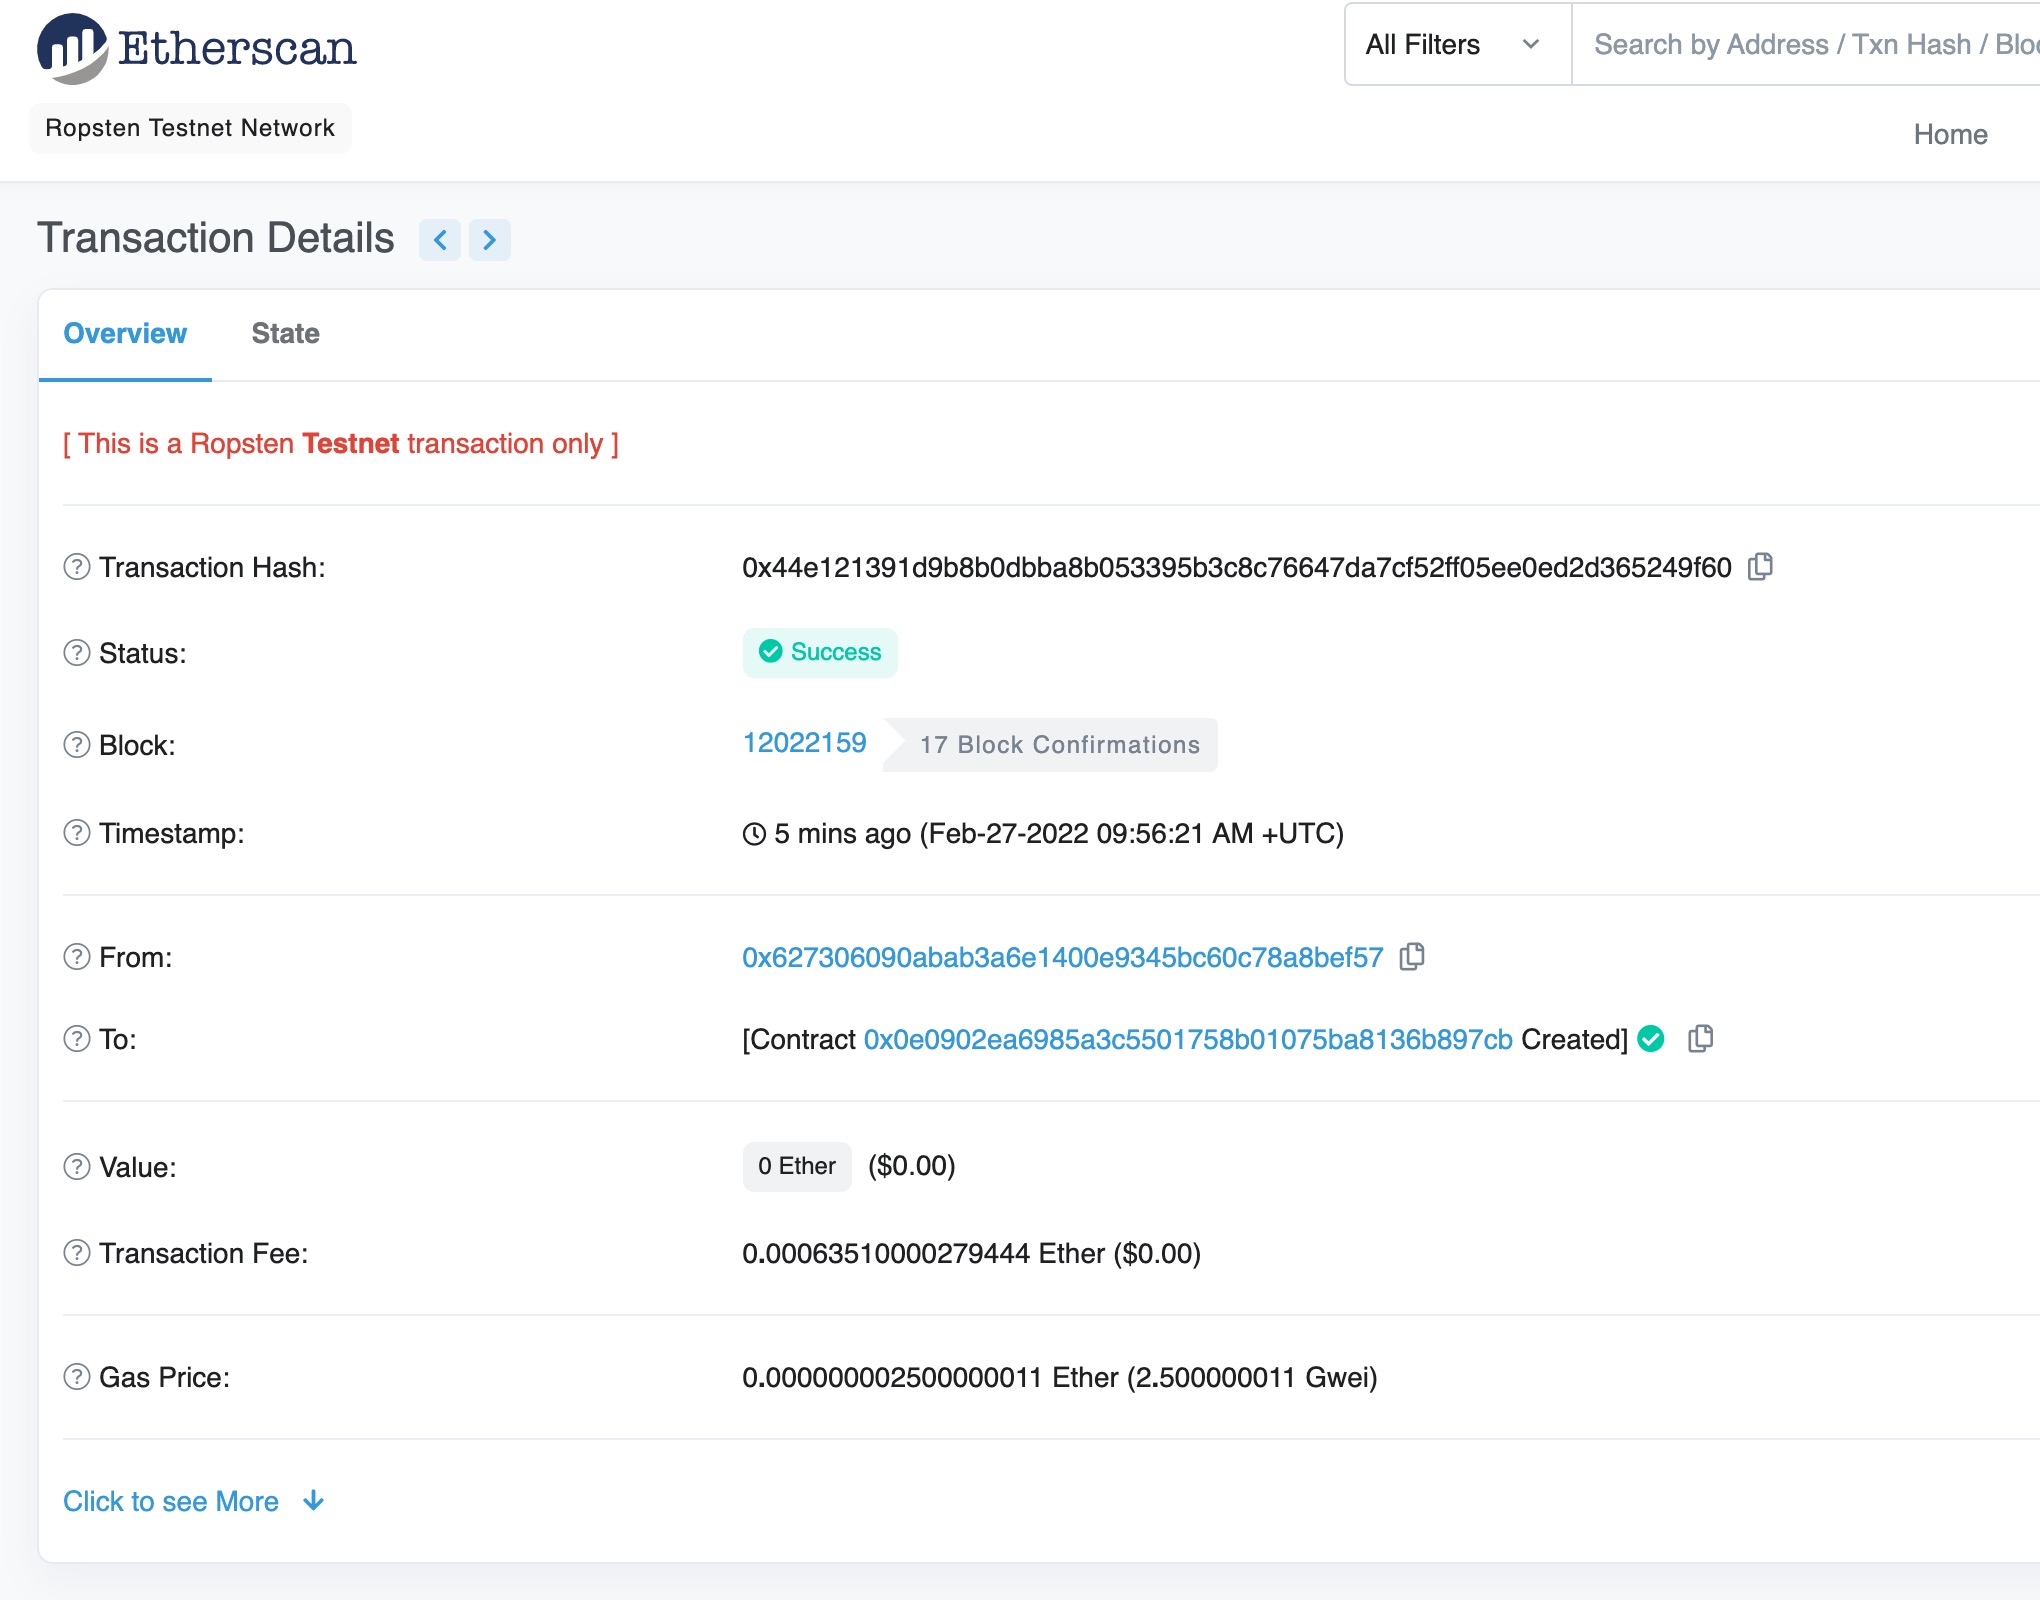 Etherscan
All Filters
Search by Address / Txn Hash / Blo
Ropsten Testnet Network
Home
Transaction Details
Overview State
[ This is a Ropsten Testnet transaction only ]
Transaction Hash: 0x44e121391d9b8b0dbba8b053395b3c8c76647da7cf52ff05ee0ed2d365249f60
Status: Success
Block: 12022159 17 Block Confirmations
Timestamp: 5 mins ago (Feb-27-2022 09:56:21 AM +UTC)
From: 0x627306090abab3a6e1400e9345bc60c78a8bef57
To: [Contract 0x0e0902ea6985a3c5501758b01075ba8136b897cb Created]
Value: 0 Ether ($0.00)
Transaction Fee: 0.00063510000279444 Ether ($0.00)
Gas Price: 0.000000002500000011 Ether (2.500000011 Gwei)
Click to see More